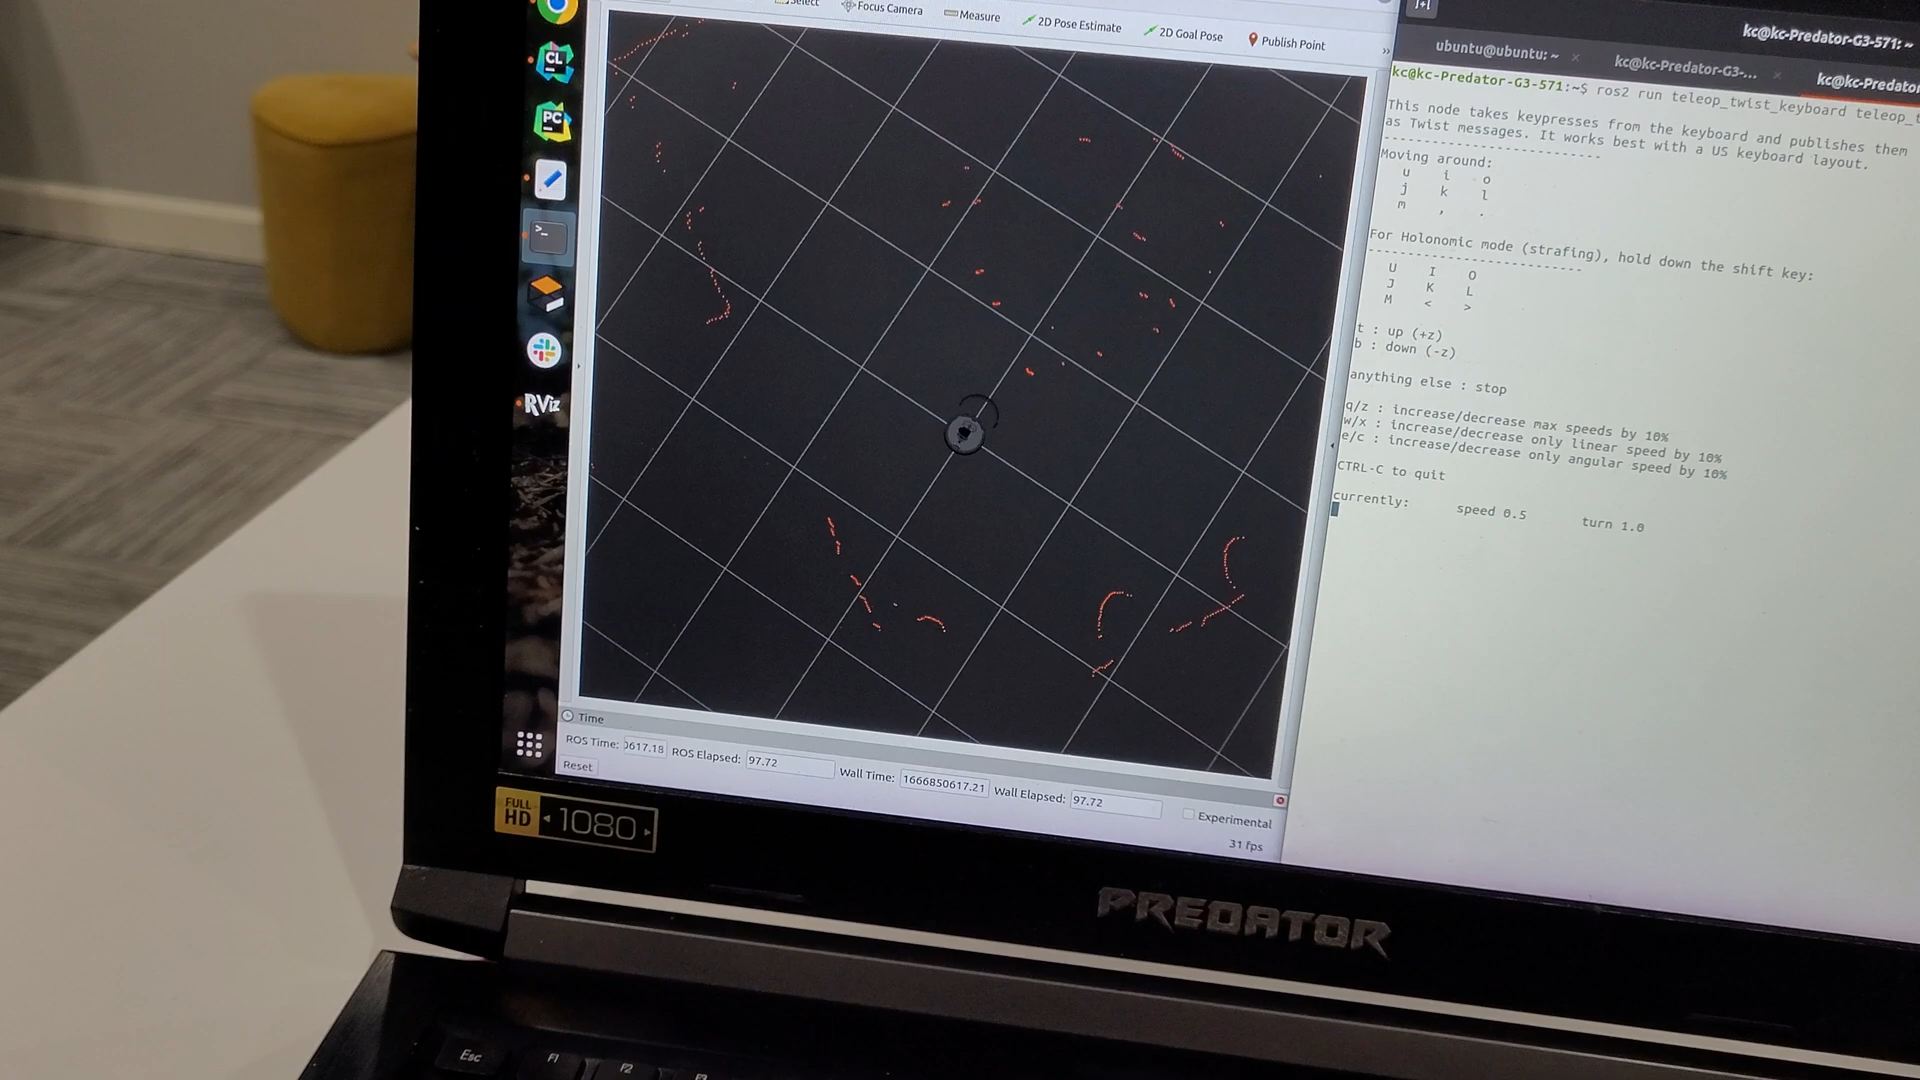 Select
Focus Camera
Measure
2D Pose Estimate
2D Goal Pose
Publish Point
»
CL
PC
>_
RViz
Time
ROS Time: 0617.18 ROS Elapsed: 97.72 Wall Time: 1666850617.21 Wall Elapsed: 97.72
Reset
Experimental
31 fps
kc@kc-Predator-G3-571: ~
ubuntu@ubuntu: ~ ×
kc@kc-Predator-G3-... ×
kc@kc-Predator
kc@kc-Predator-G3-571:~$ ros2 run teleop_twist_keyboard teleop_t
This node takes keypresses from the keyboard and publishes them
as Twist messages. It works best with a US keyboard layout.
---------------------------
Moving around:
u i o
j k l
m , .
For Holonomic mode (strafing), hold down the shift key:
---------------------------
U I O
J K L
M < >
t : up (+z)
b : down (-z)
anything else : stop
q/z : increase/decrease max speeds by 10%
w/x : increase/decrease only linear speed by 10%
e/c : increase/decrease only angular speed by 10%
CTRL-C to quit
currently: speed 0.5 turn 1.0
FULL HD 1080
PREDATOR
Esc
F1
F2
F3